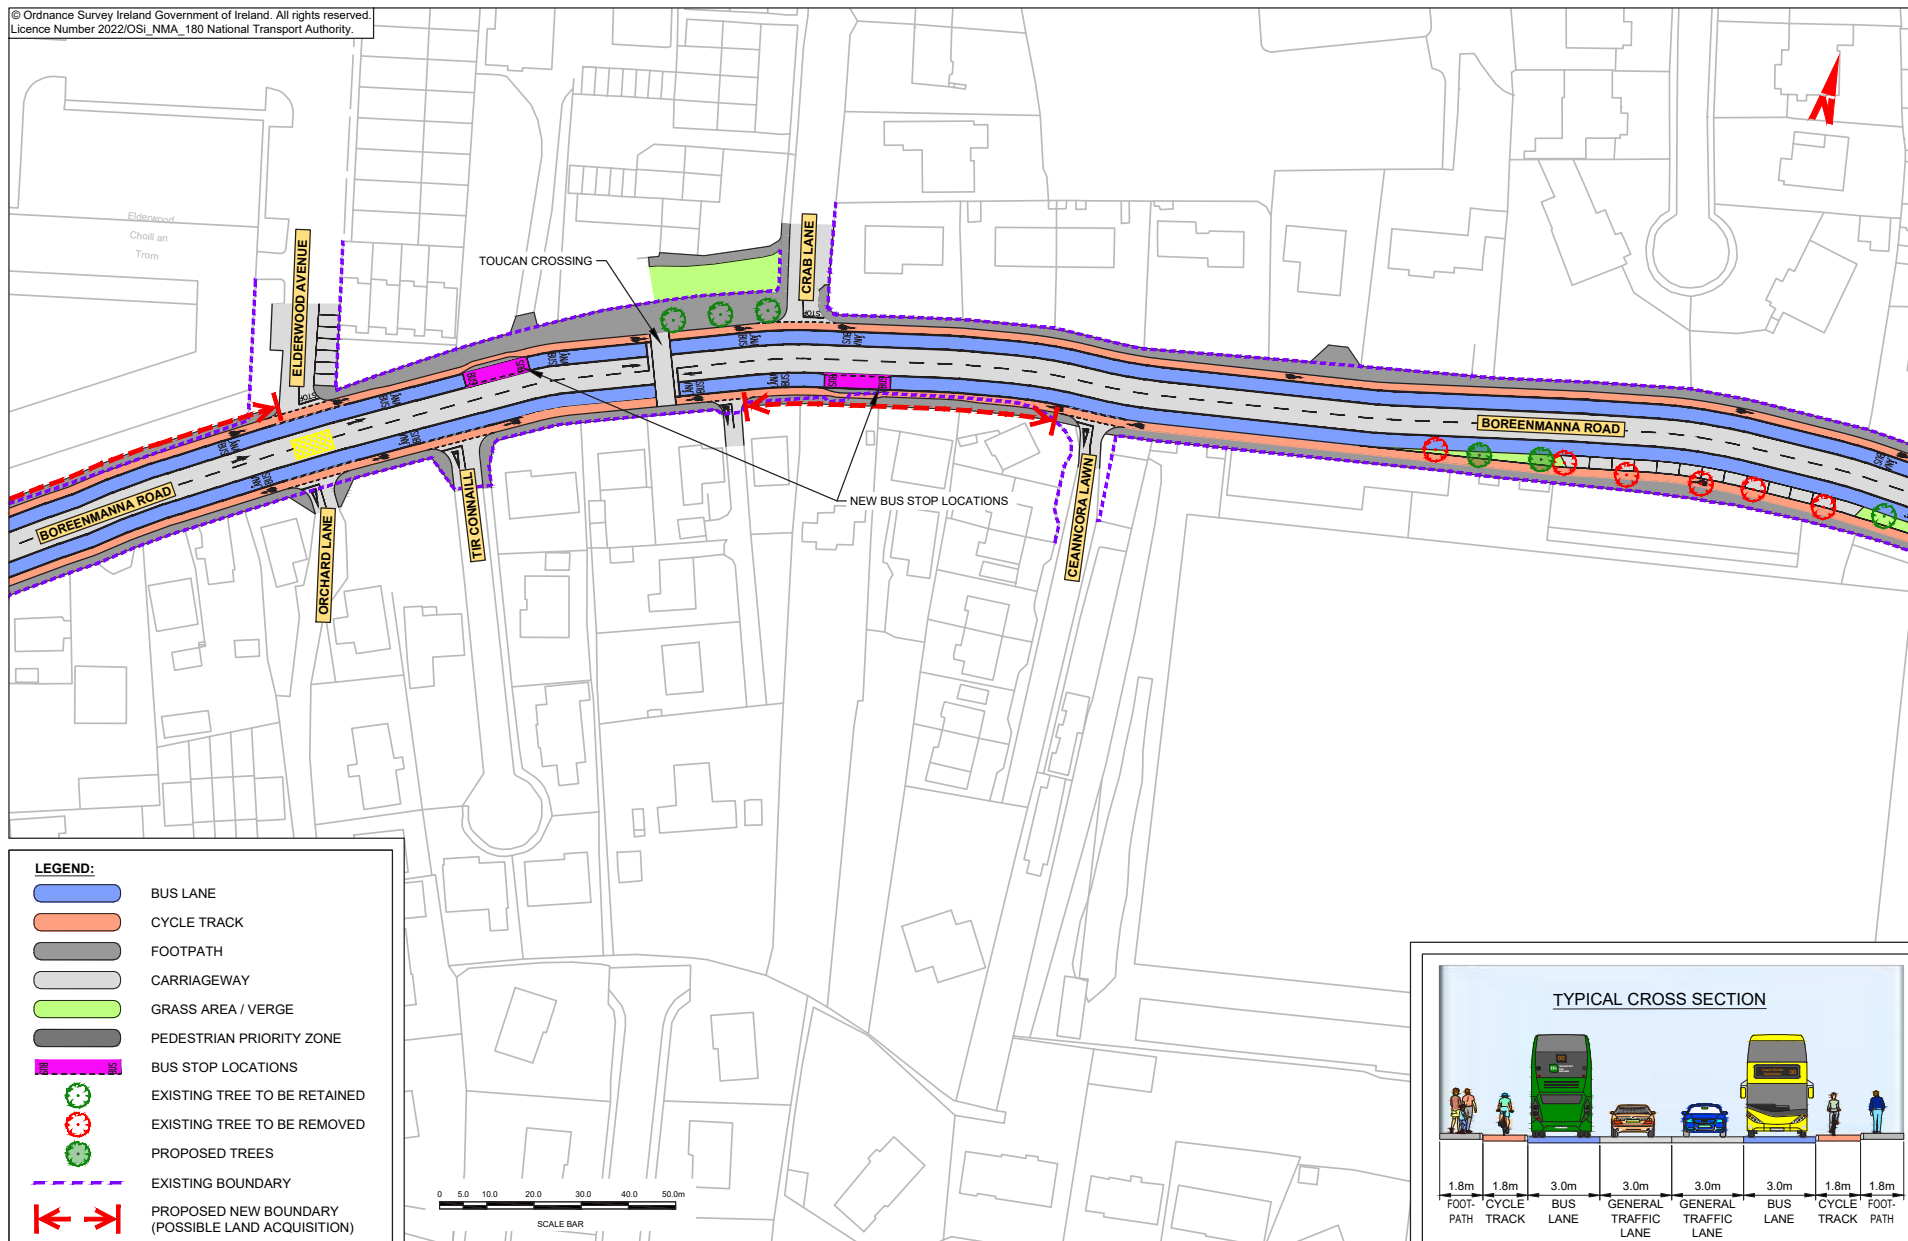 © Ordnance Survey Ireland Government of Ireland. All rights reserved.
Licence Number 2022/OSi_NMA_180 National Transport Authority.
Elderwood
Choill an
Trom
ELDERWOOD AVENUE
TOUCAN CROSSING
CRAB LANE
BOREENMANNA ROAD
ORCHARD LANE
TIR CONNAILL
NEW BUS STOP LOCATIONS
CEANNCORA LAWN
BOREENMANNA ROAD
N
STOP
STOP
BUS
BUS
BUS
BUS
LEGEND:
BUS LANE
CYCLE TRACK
FOOTPATH
CARRIAGEWAY
GRASS AREA / VERGE
PEDESTRIAN PRIORITY ZONE
BUS STOP LOCATIONS
EXISTING TREE TO BE RETAINED
EXISTING TREE TO BE REMOVED
PROPOSED TREES
EXISTING BOUNDARY
PROPOSED NEW BOUNDARY
(POSSIBLE LAND ACQUISITION)
0 5.0 10.0 20.0 30.0 40.0 50.0m
SCALE BAR
TYPICAL CROSS SECTION
1.8m 1.8m 3.0m 3.0m 3.0m 3.0m 1.8m 1.8m
FOOT- CYCLE BUS GENERAL GENERAL BUS CYCLE FOOT-
PATH TRACK LANE TRAFFIC TRAFFIC LANE TRACK PATH
LANE LANE